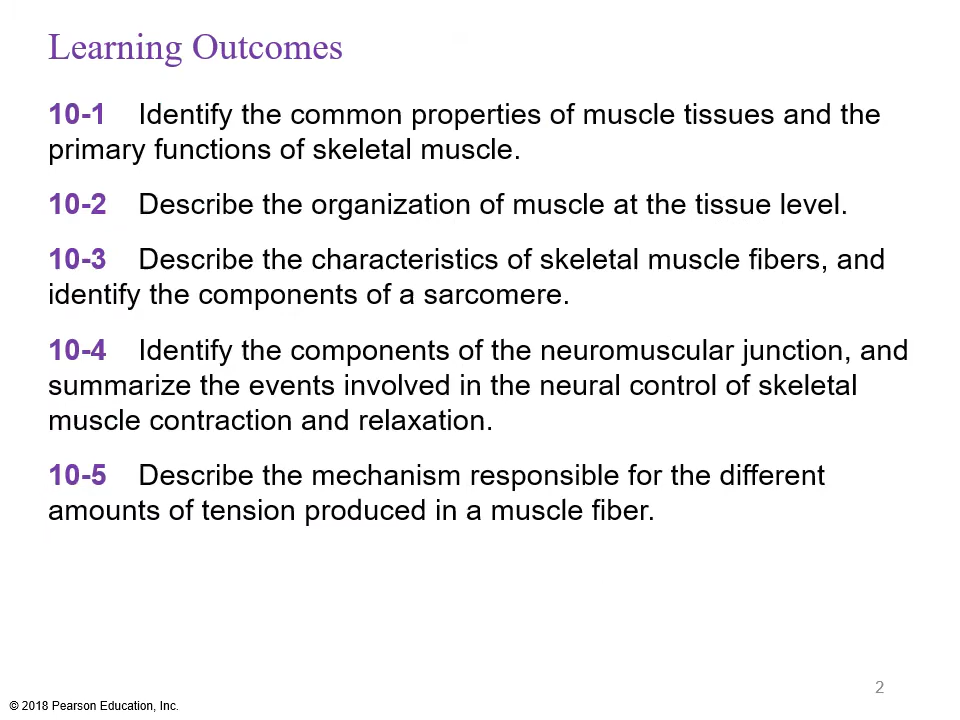 Learning Outcomes
10-1 Identify the common properties of muscle tissues and the
primary functions of skeletal muscle.
10-2 Describe the organization of muscle at the tissue level.
10-3 Describe the characteristics of skeletal muscle fibers, and
identify the components of a sarcomere.
10-4 Identify the components of the neuromuscular junction, and
summarize the events involved in the neural control of skeletal
muscle contraction and relaxation.
10-5 Describe the mechanism responsible for the different
amounts of tension produced in a muscle fiber.
2
© 2018 Pearson Education, Inc.